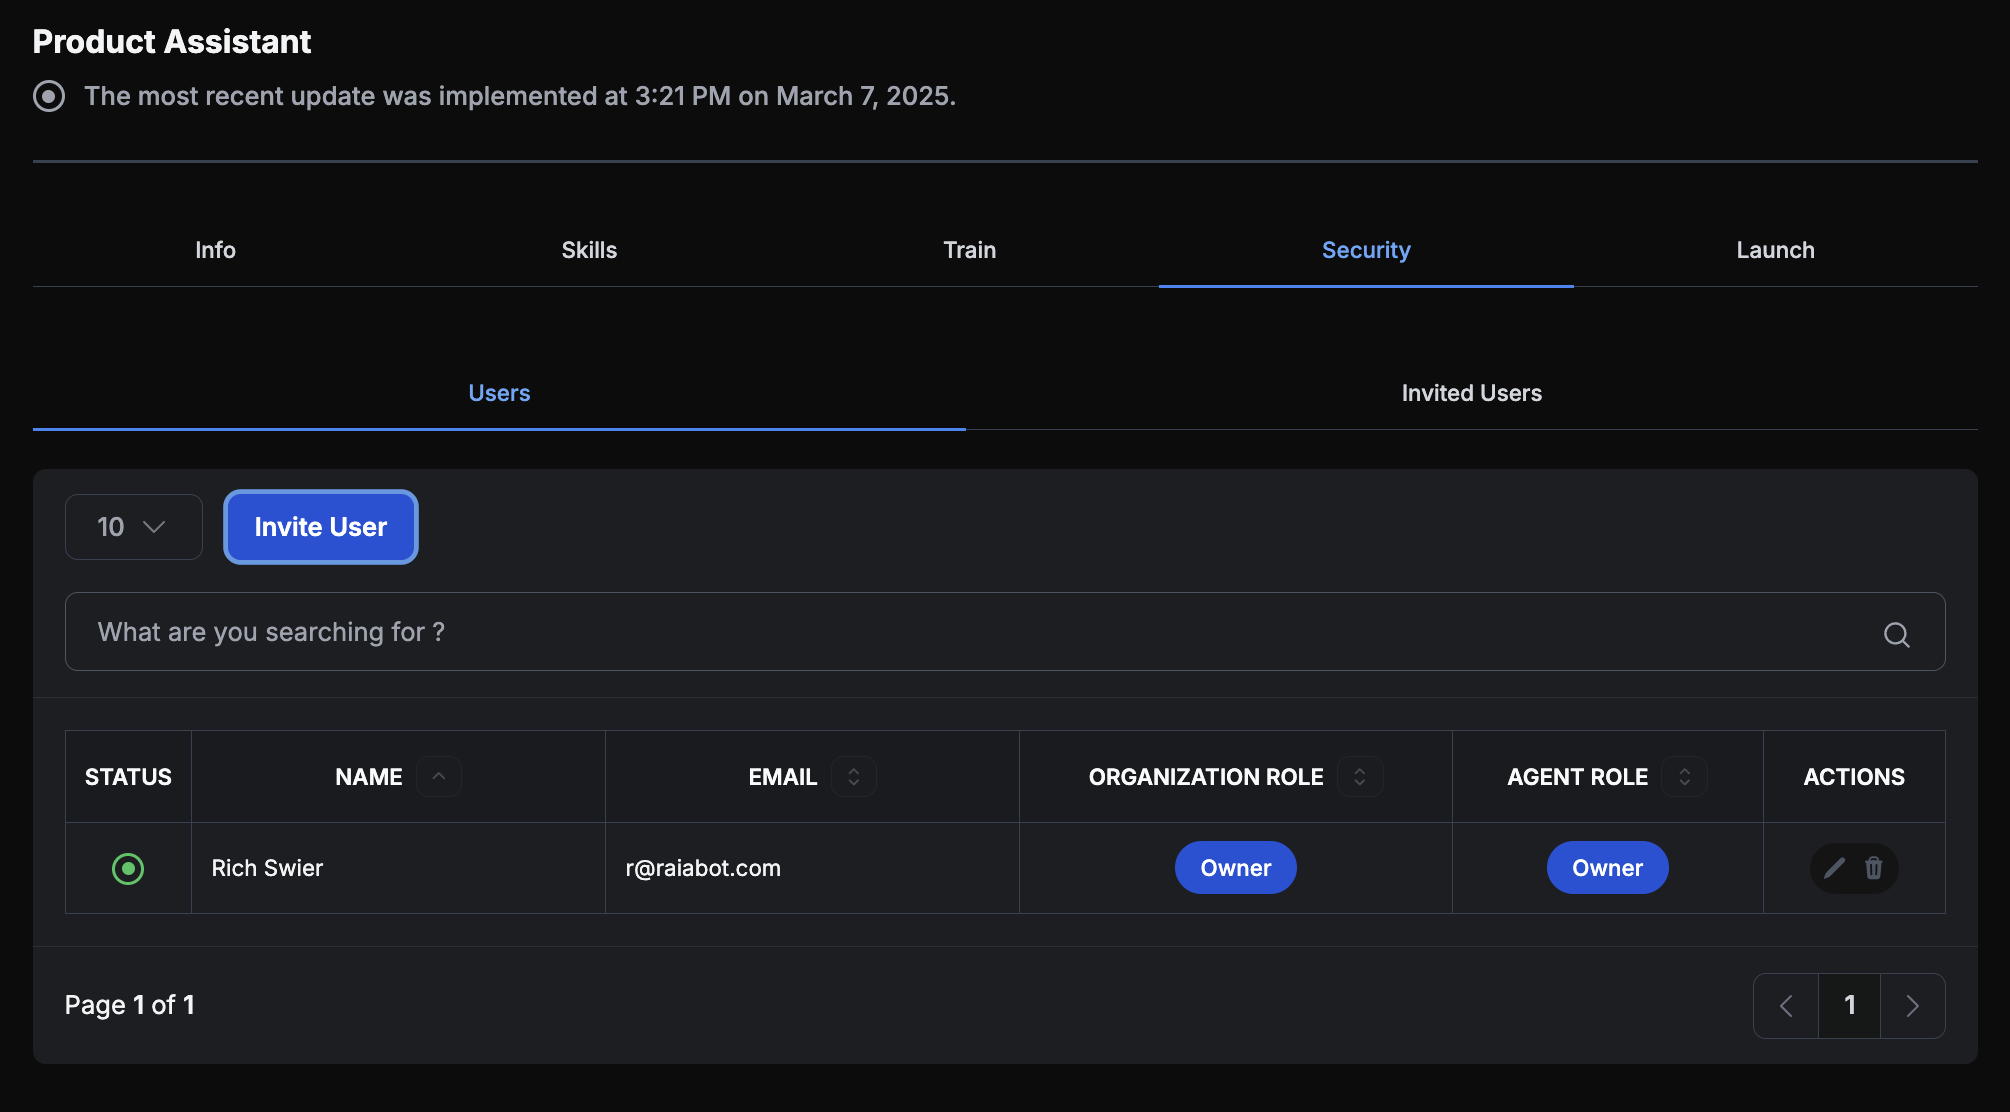 Product Assistant
The most recent update was implemented at 3:21 PM on March 7, 2025.
Info Skills Train Security Launch
Users Invited Users
10 Invite User
What are you searching for ?
STATUS NAME EMAIL ORGANIZATION ROLE AGENT ROLE ACTIONS
Rich Swier r@raiabot.com Owner Owner
Page 1 of 1 1